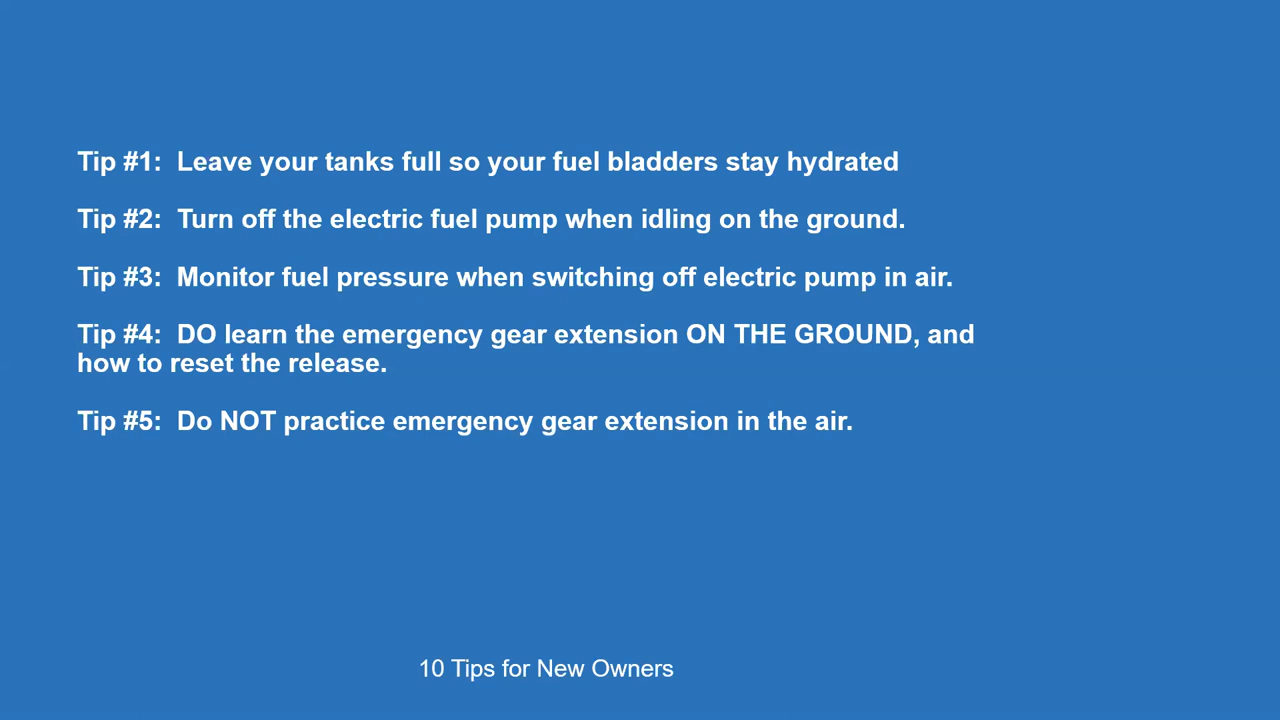 Tip #1:  Leave your tanks full so your fuel bladders stay hydrated
Tip #2:  Turn off the electric fuel pump when idling on the ground.
Tip #3:  Monitor fuel pressure when switching off electric pump in air.
Tip #4:  DO learn the emergency gear extension ON THE GROUND, and
how to reset the release.
Tip #5:  Do NOT practice emergency gear extension in the air.
10 Tips for New Owners